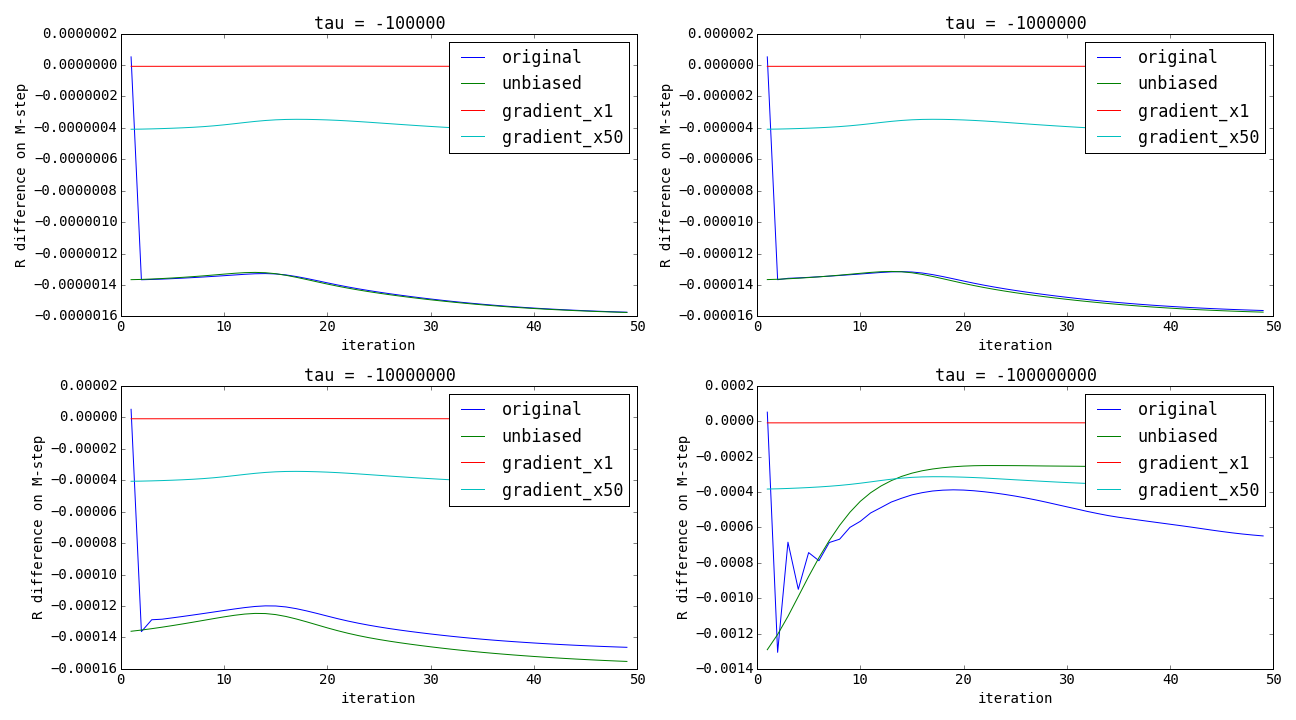 tau = -100000
0.0000002
0.0000000
−0.0000002
−0.0000004
−0.0000006
−0.0000008
−0.0000010
−0.0000012
−0.0000014
−0.0000016
R difference on M-step
0
10
20
30
40
50
iteration
original
unbiased
gradient_x1
gradient_x50
tau = -1000000
0.000002
0.000000
−0.000002
−0.000004
−0.000006
−0.000008
−0.000010
−0.000012
−0.000014
−0.000016
R difference on M-step
0
10
20
30
40
50
iteration
original
unbiased
gradient_x1
gradient_x50
tau = -10000000
0.00002
0.00000
−0.00002
−0.00004
−0.00006
−0.00008
−0.00010
−0.00012
−0.00014
−0.00016
R difference on M-step
0
10
20
30
40
50
iteration
original
unbiased
gradient_x1
gradient_x50
tau = -100000000
0.0002
0.0000
−0.0002
−0.0004
−0.0006
−0.0008
−0.0010
−0.0012
−0.0014
R difference on M-step
0
10
20
30
40
50
iteration
original
unbiased
gradient_x1
gradient_x50